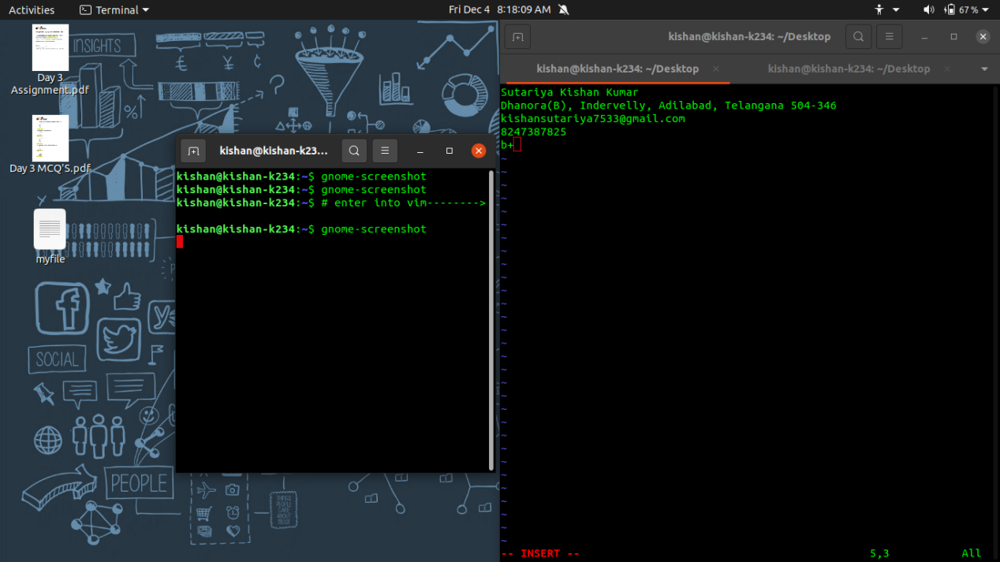 Activities
Terminal
Fri Dec 4 8:18:09 AM
67 %
Day 3
Assignment.pdf
Day 3 MCQ'S.pdf
myfile
INSIGHTS
SOCIAL
PEOPLE
THINGS
PEOPLE
CARE
ABOUT
MOST
kishan@kishan-k23...
kishan@kishan-k234:~$ gnome-screenshot
kishan@kishan-k234:~$ gnome-screenshot
kishan@kishan-k234:~$ # enter into vim-------->
kishan@kishan-k234:~$ gnome-screenshot
kishan@kishan-k234: ~/Desktop
kishan@kishan-k234: ~/Desktop
kishan@kishan-k234: ~/Desktop
Sutariya Kishan Kumar
Dhanora(B), Indervelly, Adilabad, Telangana 504-346
kishansutariya7533@gmail.com
8247387825
b+
-- INSERT --
5,3
All